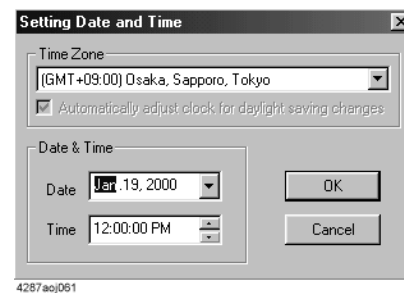 Setting Date and Time
Time Zone
(GMT+09:00) Osaka, Sapporo, Tokyo
Automatically adjust clock for daylight saving changes
Date & Time
Date Jan.19, 2000 OK
Time 12:00:00 PM Cancel
4287aoj061